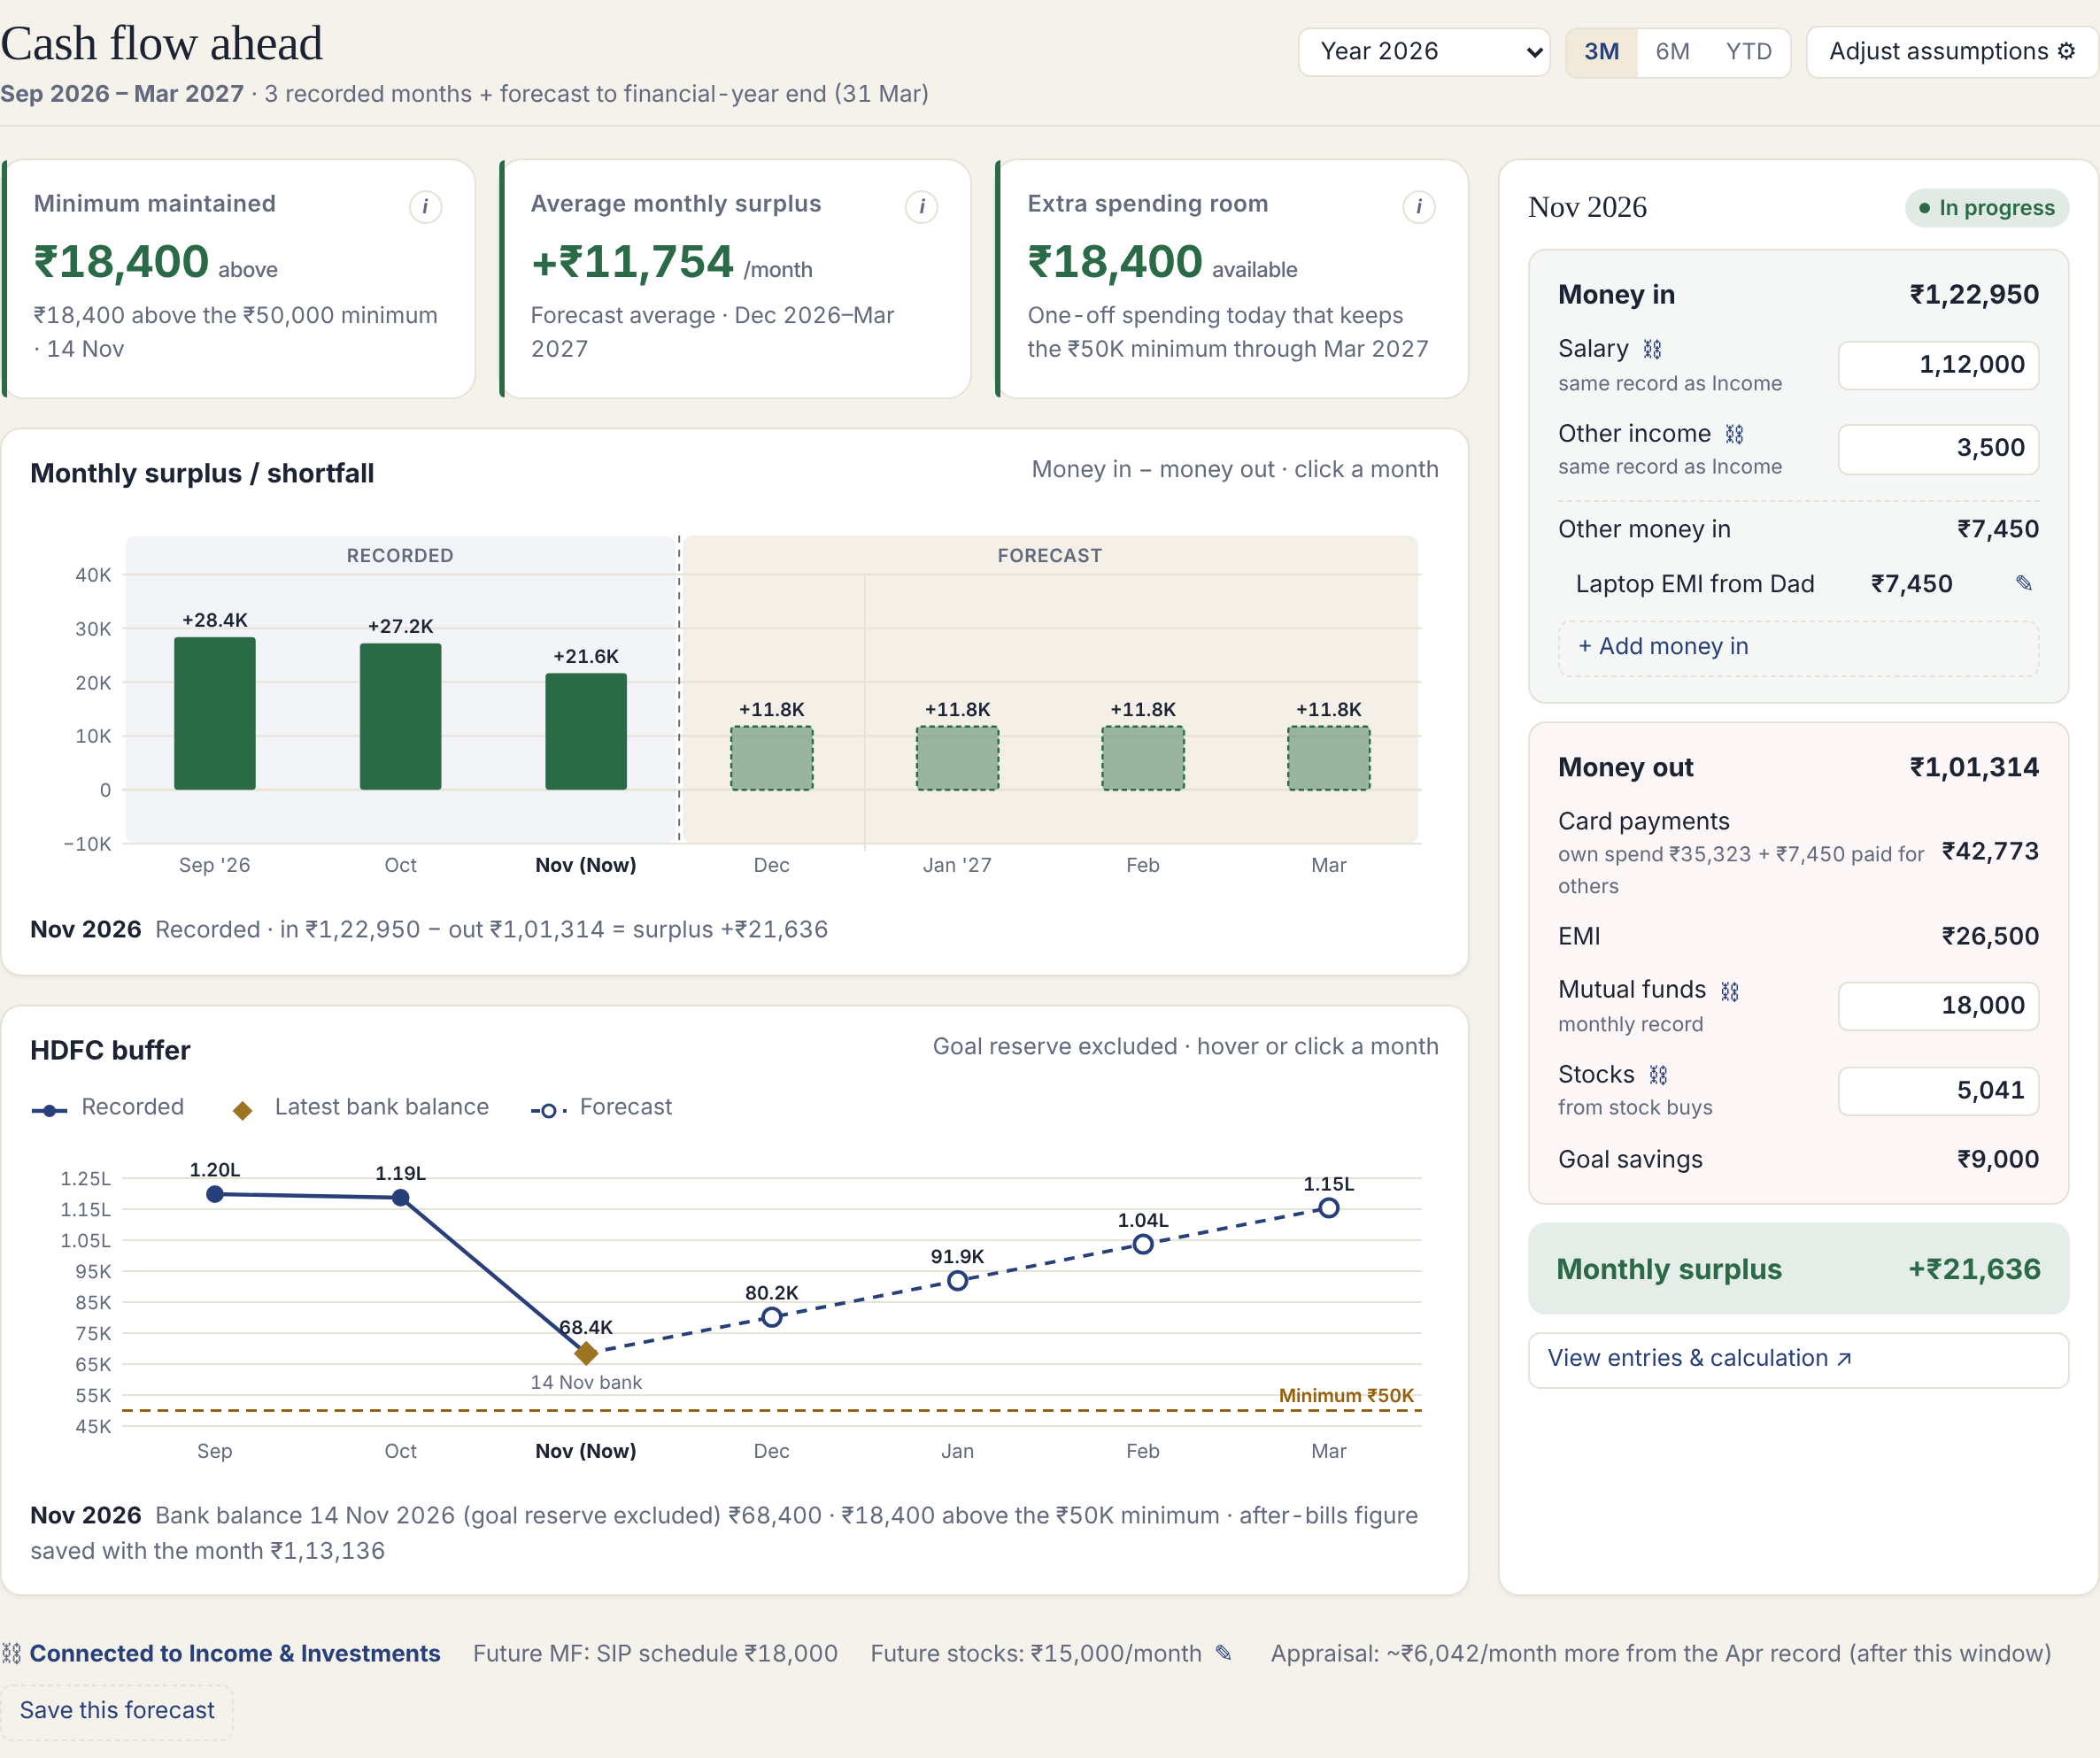 Cash flow ahead
Sep 2026 – Mar 2027 · 3 recorded months + forecast to financial-year end (31 Mar)
Year 2026
3M 6M YTD
Adjust assumptions ⚙
Minimum maintained i
₹18,400 above
₹18,400 above the ₹50,000 minimum
· 14 Nov
Average monthly surplus i
+₹11,754 /month
Forecast average · Dec 2026–Mar
2027
Extra spending room i
₹18,400 available
One-off spending today that keeps
the ₹50K minimum through Mar 2027
Monthly surplus / shortfall
Money in − money out · click a month
RECORDED FORECAST
40K
30K
20K
10K
0
−10K
+28.4K +27.2K +21.6K +11.8K +11.8K +11.8K +11.8K
Sep '26 Oct Nov (Now) Dec Jan '27 Feb Mar
Nov 2026 Recorded · in ₹1,22,950 − out ₹1,01,314 = surplus +₹21,636
HDFC buffer
Goal reserve excluded · hover or click a month
Recorded Latest bank balance Forecast
1.25L
1.15L
1.05L
95K
85K
75K
65K
55K
45K
1.20L 1.19L 68.4K 80.2K 91.9K 1.04L 1.15L
14 Nov bank
Minimum ₹50K
Sep Oct Nov (Now) Dec Jan Feb Mar
Nov 2026 Bank balance 14 Nov 2026 (goal reserve excluded) ₹68,400 · ₹18,400 above the ₹50K minimum · after-bills figure
saved with the month ₹1,13,136
Nov 2026 In progress
Money in ₹1,22,950
Salary 1,12,000
same record as Income
Other income 3,500
same record as Income
Other money in ₹7,450
Laptop EMI from Dad ₹7,450 ✎
+ Add money in
Money out ₹1,01,314
Card payments
own spend ₹35,323 + ₹7,450 paid for ₹42,773
others
EMI ₹26,500
Mutual funds 18,000
monthly record
Stocks 5,041
from stock buys
Goal savings ₹9,000
Monthly surplus +₹21,636
View entries & calculation ↗
Connected to Income & Investments Future MF: SIP schedule ₹18,000 Future stocks: ₹15,000/month ✎ Appraisal: ~₹6,042/month more from the Apr record (after this window)
Save this forecast